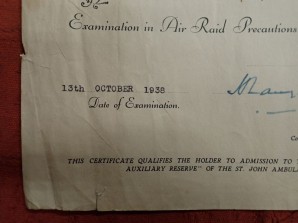 Examination in Air Raid Precautions
13th OCTOBER 1938
Date of Examination.
THIS CERTIFICATE QUALIFIES THE HOLDER TO ADMISSION TO
AUXILIARY RESERVE" OF THE ST. JOHN AMBUL